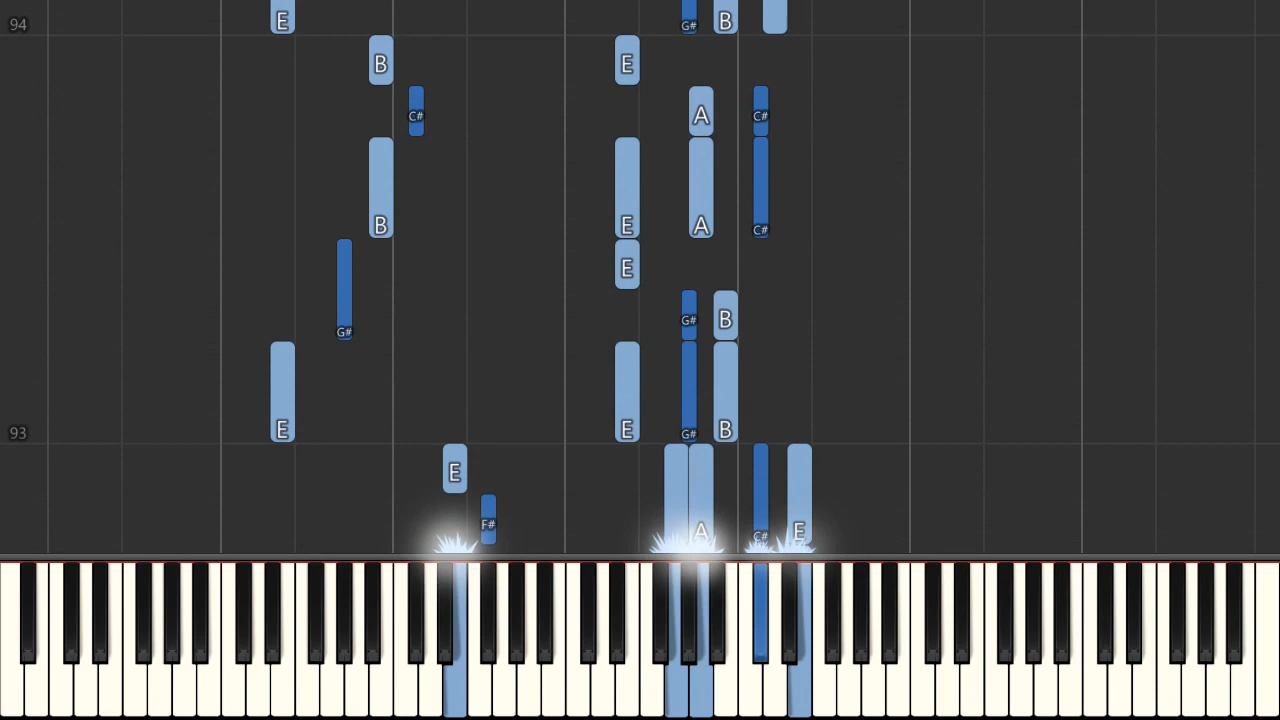 94 E G# B
B E
C# A C#
B E A C#
E
G# G# B
E E G# B
93
E
F# A C# E